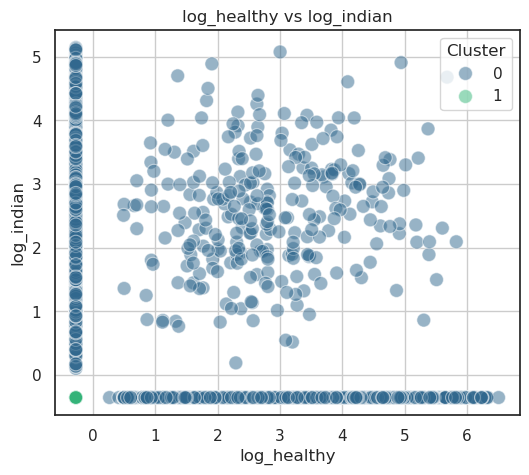 log_healthy vs log_indian
Cluster
0
1
log_indian
5
4
3
2
1
0
0 1 2 3 4 5 6
log_healthy